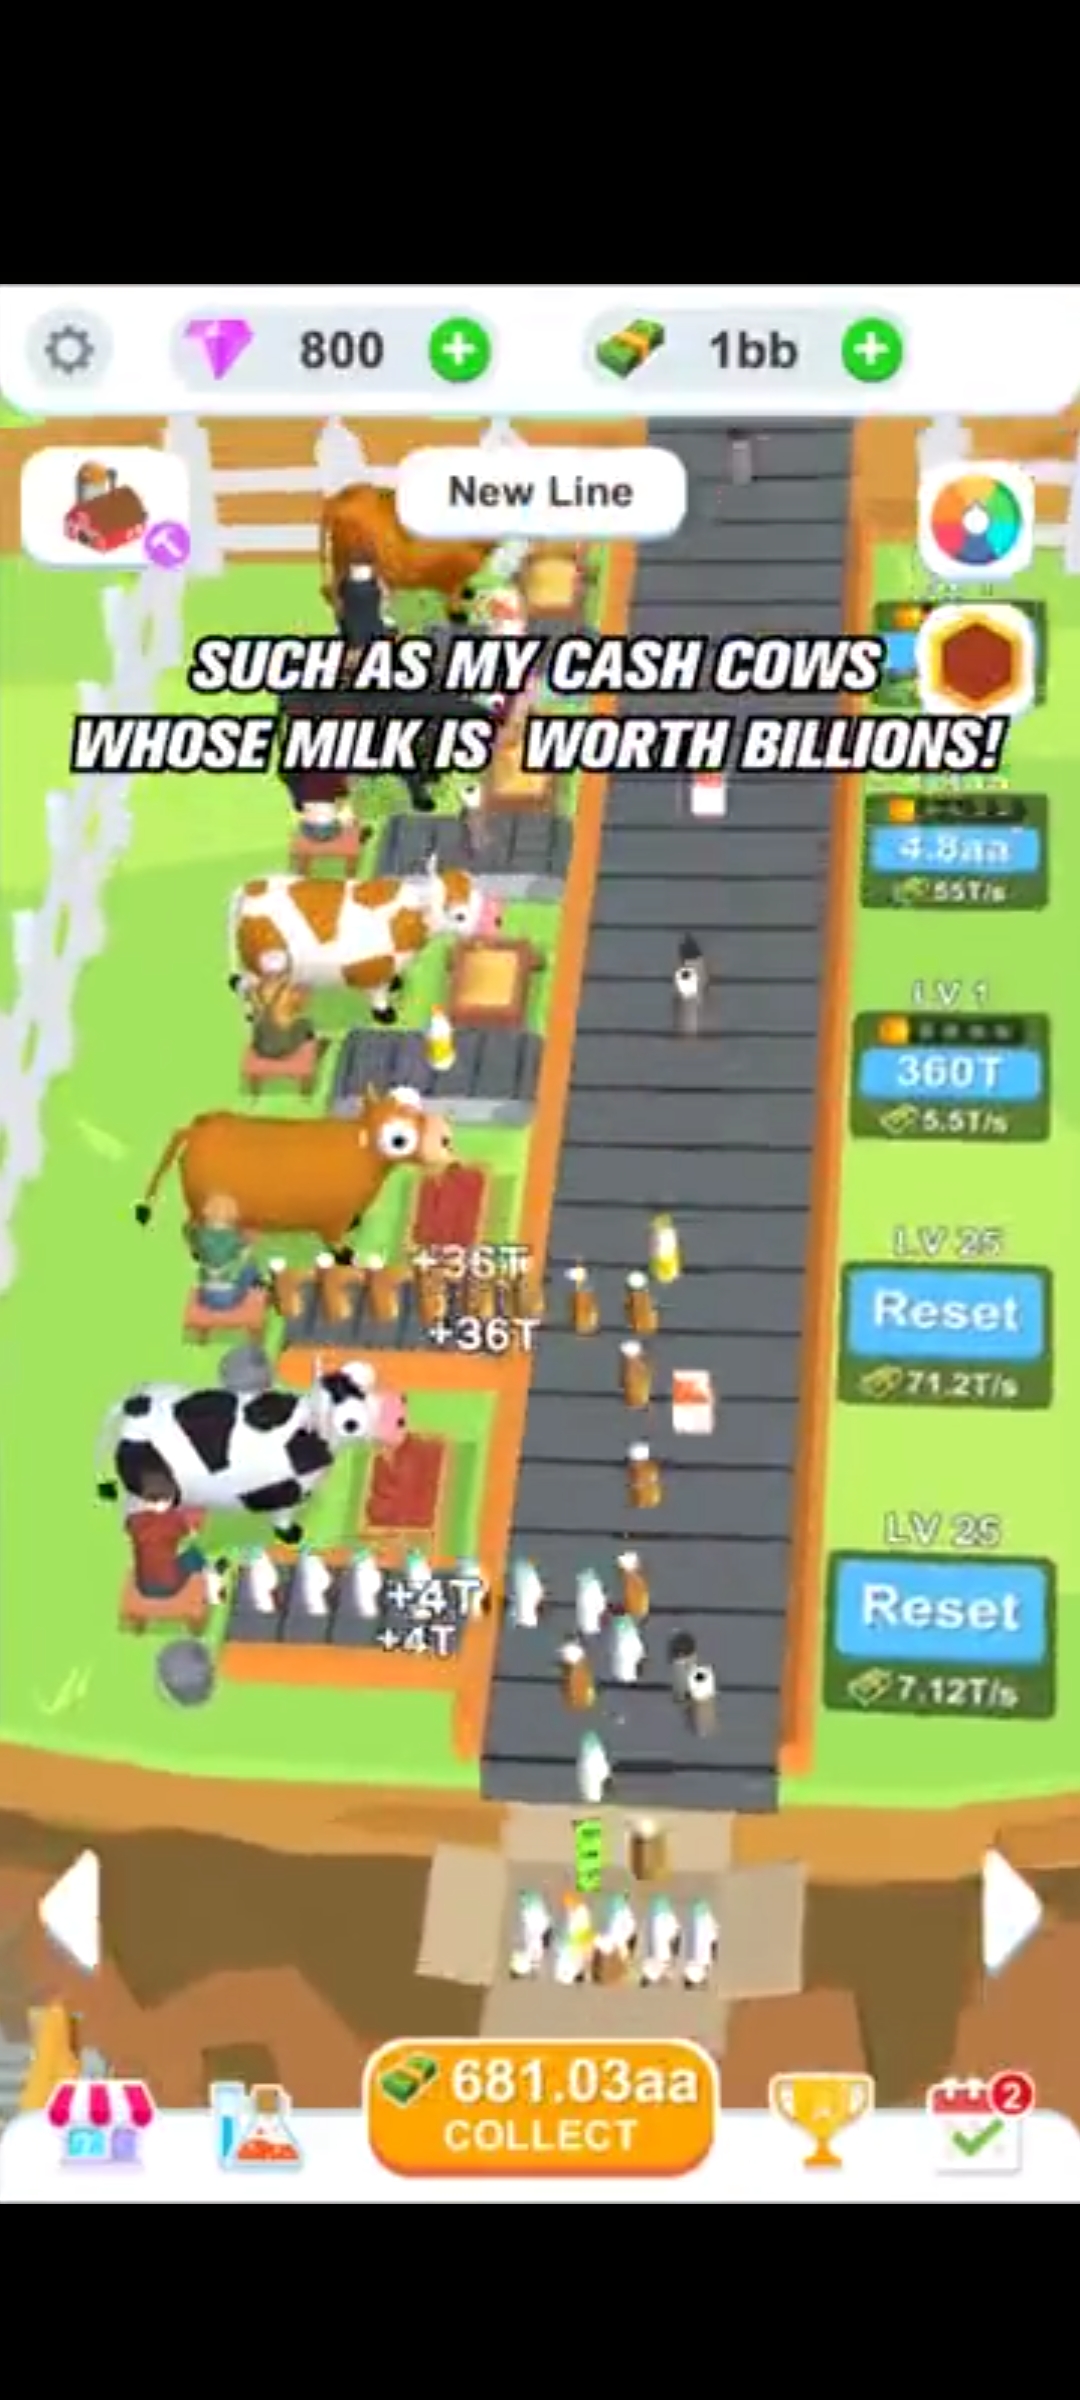 800
1bb
New Line
SUCH AS MY CASH COWS
WHOSE MILK IS WORTH BILLIONS!
4.8aa
55T/s
LV 1
360T
5.5T/s
LV 25
Reset
71.2T/s
+36T
+36T
LV 25
Reset
7.12T/s
+4T
+4T
681.03aa
COLLECT
2